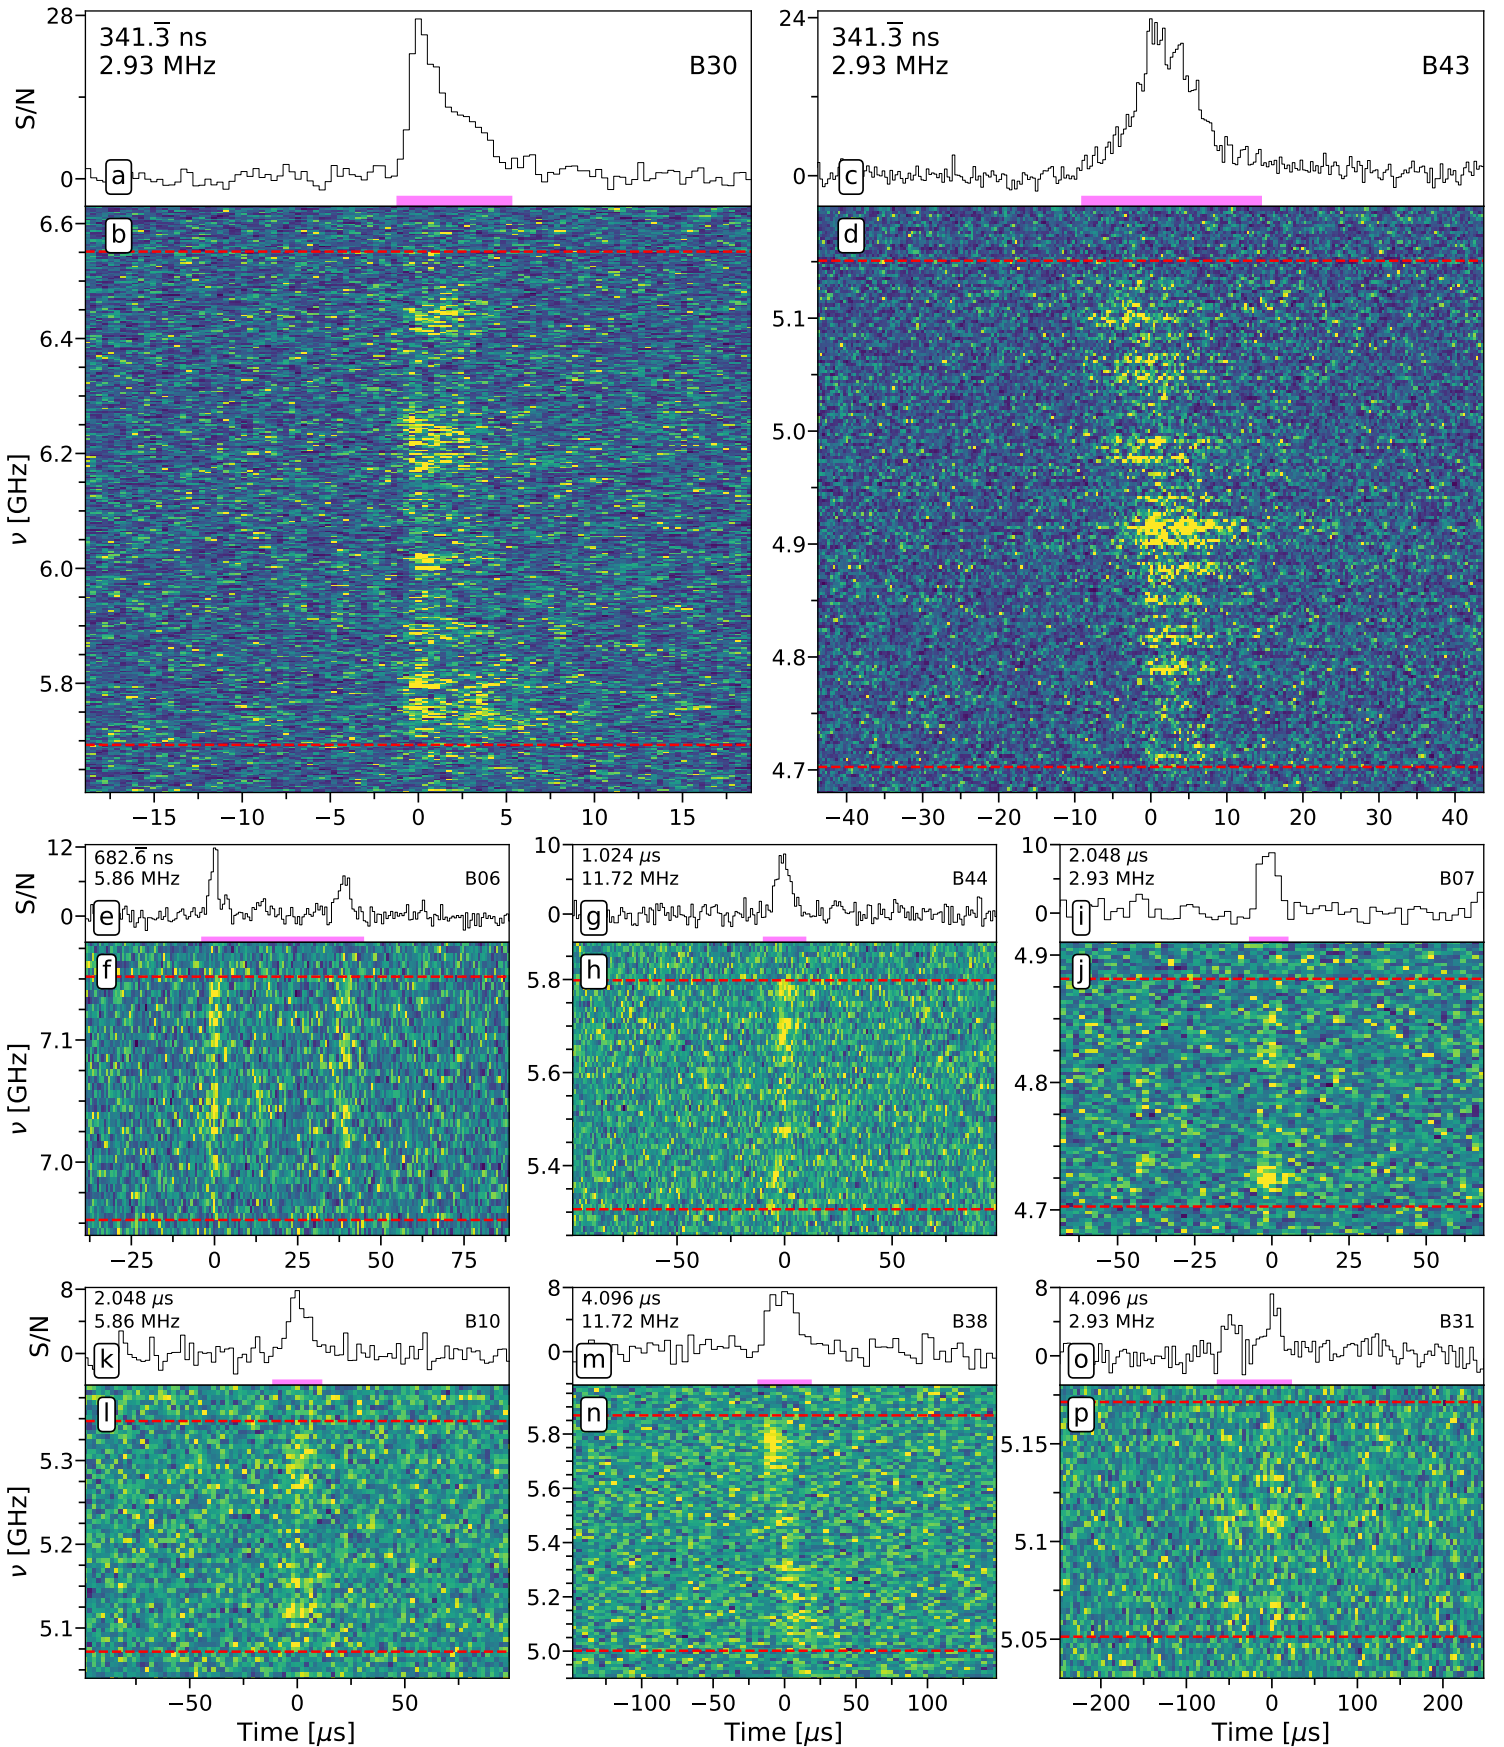 28
S/N
0
341.3̅ ns
2.93 MHz
B30
a
24
0
341.3̅ ns
2.93 MHz
B43
c
b
6.6
6.4
6.2
6.0
5.8
ν [GHz]
−15 −10 −5 0 5 10 15
d
5.1
5.0
4.9
4.8
4.7
−40 −30 −20 −10 0 10 20 30 40
12
S/N
0
682.6̅ ns
5.86 MHz
B06
e
10
0
1.024 μs
11.72 MHz
B44
g
10
0
2.048 μs
2.93 MHz
B07
i
f
7.1
7.0
ν [GHz]
−25 0 25 50 75
h
5.8
5.6
5.4
−50 0 50
j
4.9
4.8
4.7
−50 −25 0 25 50
8
S/N
0
2.048 μs
5.86 MHz
B10
k
8
0
4.096 μs
11.72 MHz
B38
m
8
0
4.096 μs
2.93 MHz
B31
o
l
5.3
5.2
5.1
ν [GHz]
−50 0 50
Time [μs]
n
5.8
5.6
5.4
5.2
5.0
−100 −50 0 50 100
Time [μs]
p
5.15
5.1
5.05
−200 −100 0 100 200
Time [μs]